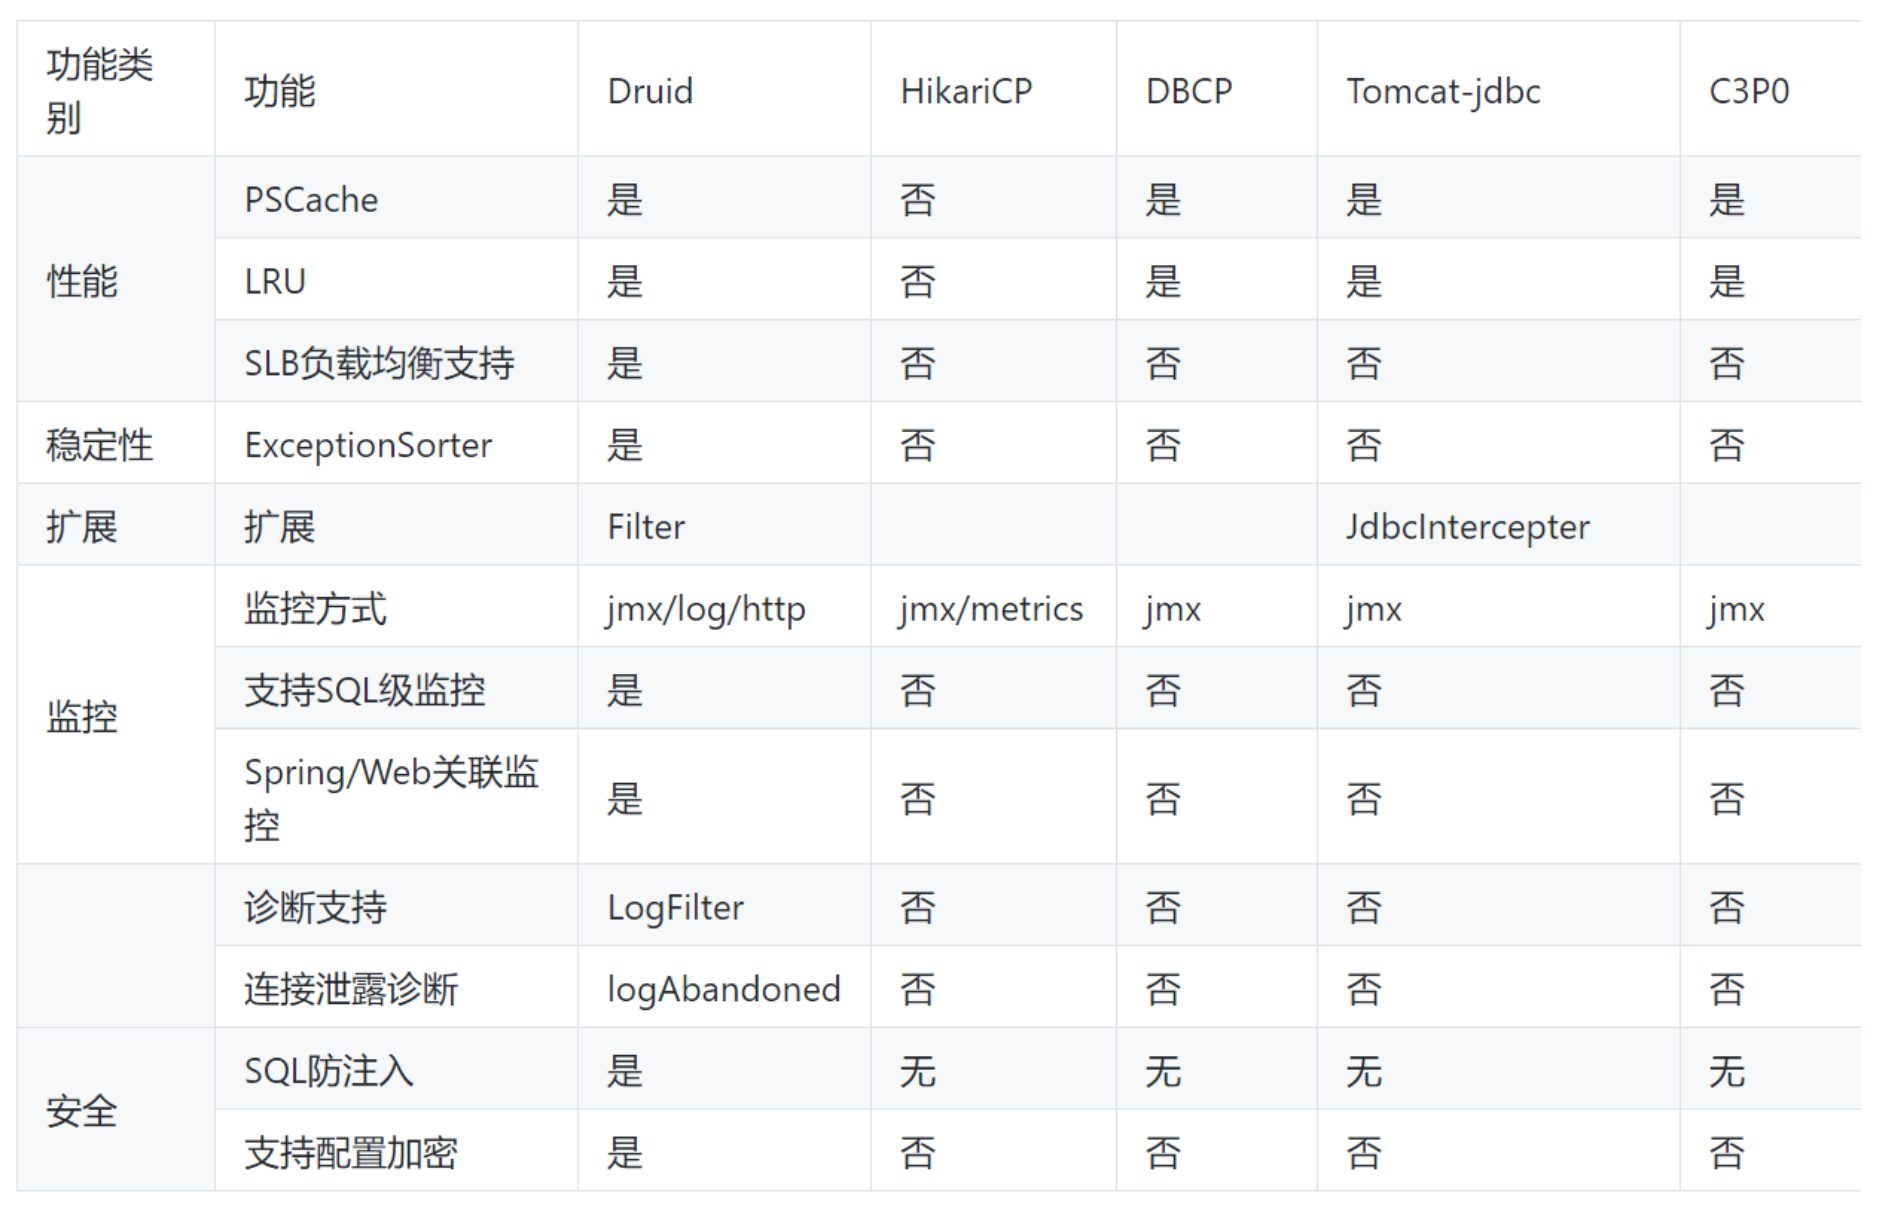 功能类别 功能 Druid HikariCP DBCP Tomcat-jdbc C3P0
性能 PSCache 是 否 是 是 是
LRU 是 否 是 是 是
SLB负载均衡支持 是 否 否 否 否
稳定性 ExceptionSorter 是 否 否 否 否
扩展 扩展 Filter JdbcIntercepter
监控 监控方式 jmx/log/http jmx/metrics jmx jmx jmx
支持SQL级监控 是 否 否 否 否
Spring/Web关联监控 是 否 否 否 否
诊断支持 LogFilter 否 否 否 否
连接泄露诊断 logAbandoned 否 否 否 否
安全 SQL防注入 是 无 无 无 无
支持配置加密 是 否 否 否 否